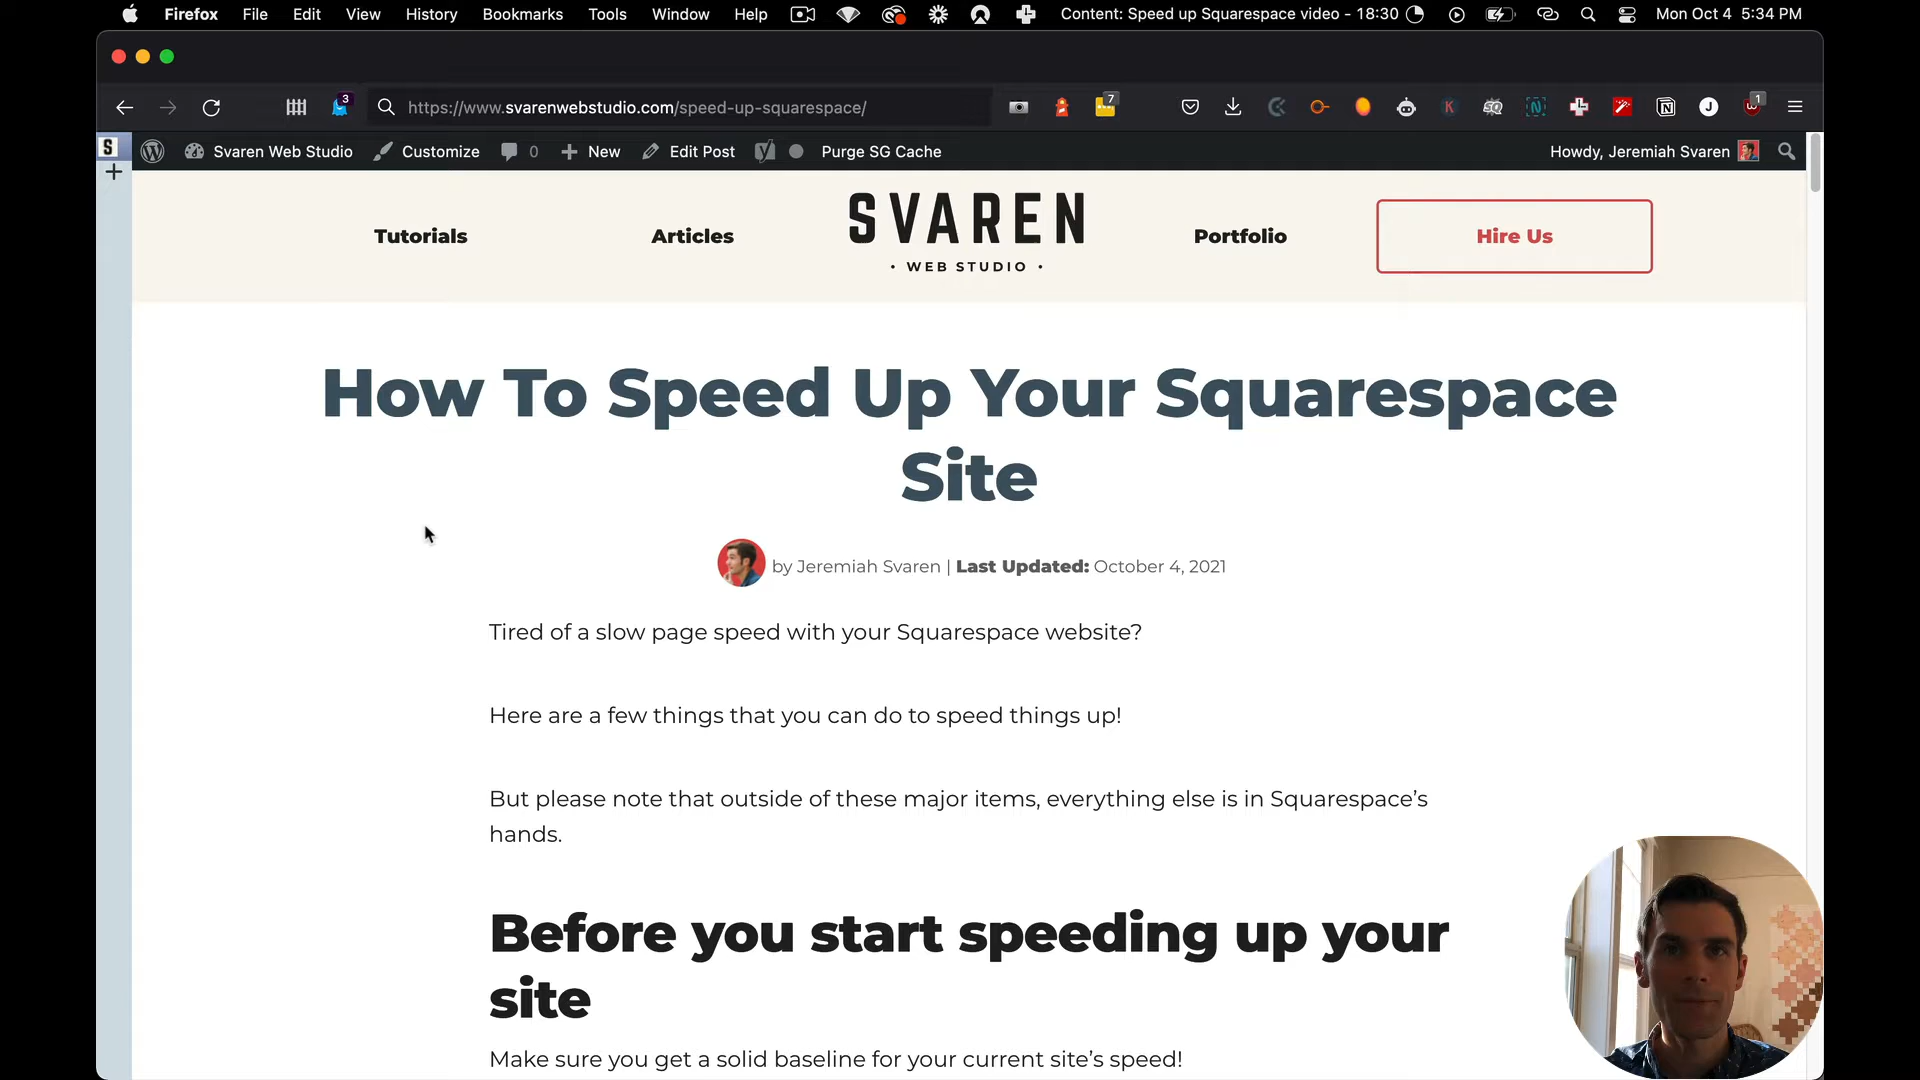 Firefox File Edit View History Bookmarks Tools Window Help Content: Speed up Squarespace video - 18:30 Mon Oct 4 5:34 PM
3 https://www.svarenwebstudio.com/speed-up-squarespace/ 7 J 1
S Svaren Web Studio Customize 0 New Edit Post Purge SG Cache Howdy, Jeremiah Svaren
Tutorials Articles SVAREN Portfolio Hire Us
• WEB STUDIO •
How To Speed Up Your Squarespace
Site
by Jeremiah Svaren | Last Updated: October 4, 2021
Tired of a slow page speed with your Squarespace website?
Here are a few things that you can do to speed things up!
But please note that outside of these major items, everything else is in Squarespace’s
hands.
Before you start speeding up your
site
Make sure you get a solid baseline for your current site’s speed!